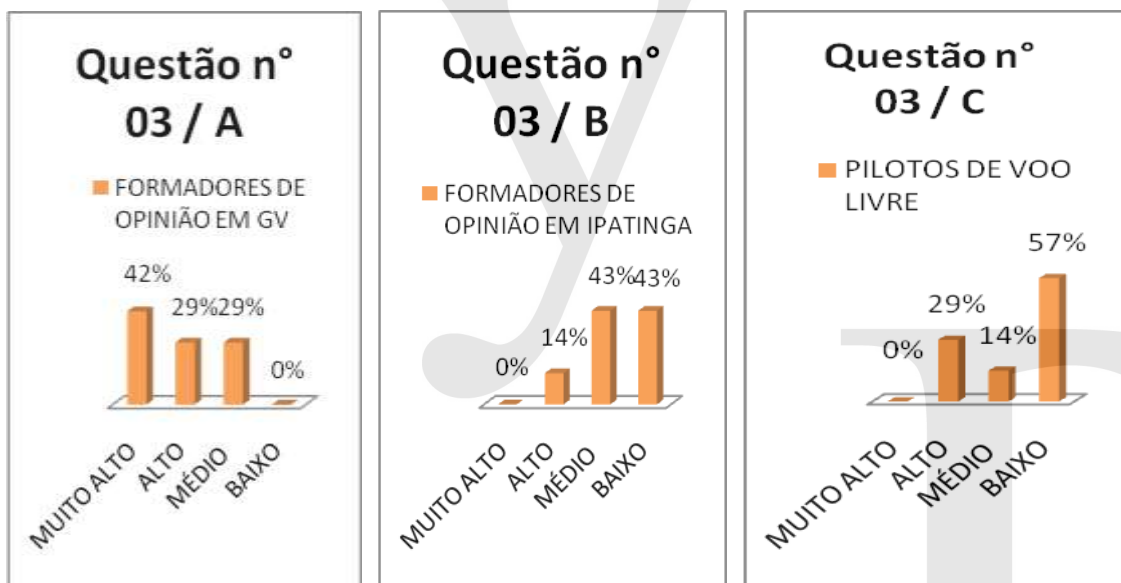 Questão n°
03 / A
FORMADORES DE
OPINIÃO EM GV
42%
29%
29%
0%
MUITO ALTO
ALTO
MÉDIO
BAIXO
Questão n°
03 / B
FORMADORES DE
OPINIÃO EM IPATINGA
0%
14%
43%
43%
MUITO ALTO
ALTO
MÉDIO
BAIXO
Questão n°
03 / C
PILOTOS DE VOO
LIVRE
0%
29%
14%
57%
MUITO ALTO
ALTO
MÉDIO
BAIXO